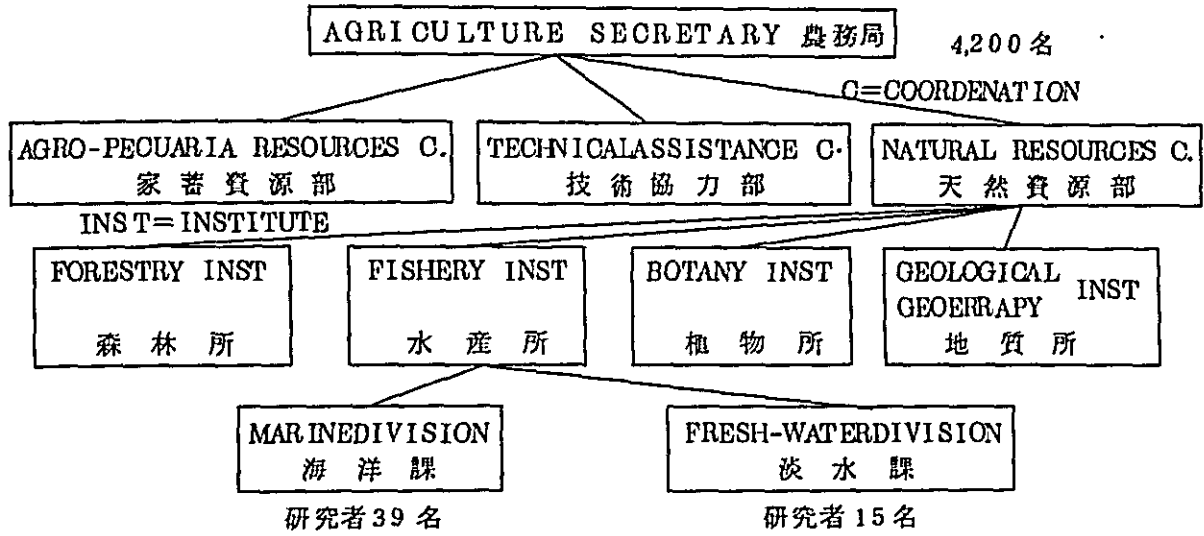 AGRICULTURE SECRETARY 農務局
4,200名
C=COORDENATION
AGRO-PECUARIA RESOURCES C.
家蓄資源部
TECHNICALASSISTANCE C.
技術協力部
NATURAL RESOURCES C.
天然資源部
INST=INSTITUTE
FORESTRY INST
森林所
FISHERY INST
水産所
BOTANY INST
植物所
GEOLOGICAL
GEOERRAPY INST
地質所
MARINEDIVISION
海洋課
FRESH-WATERDIVISION
淡水課
研究者39名
研究者15名